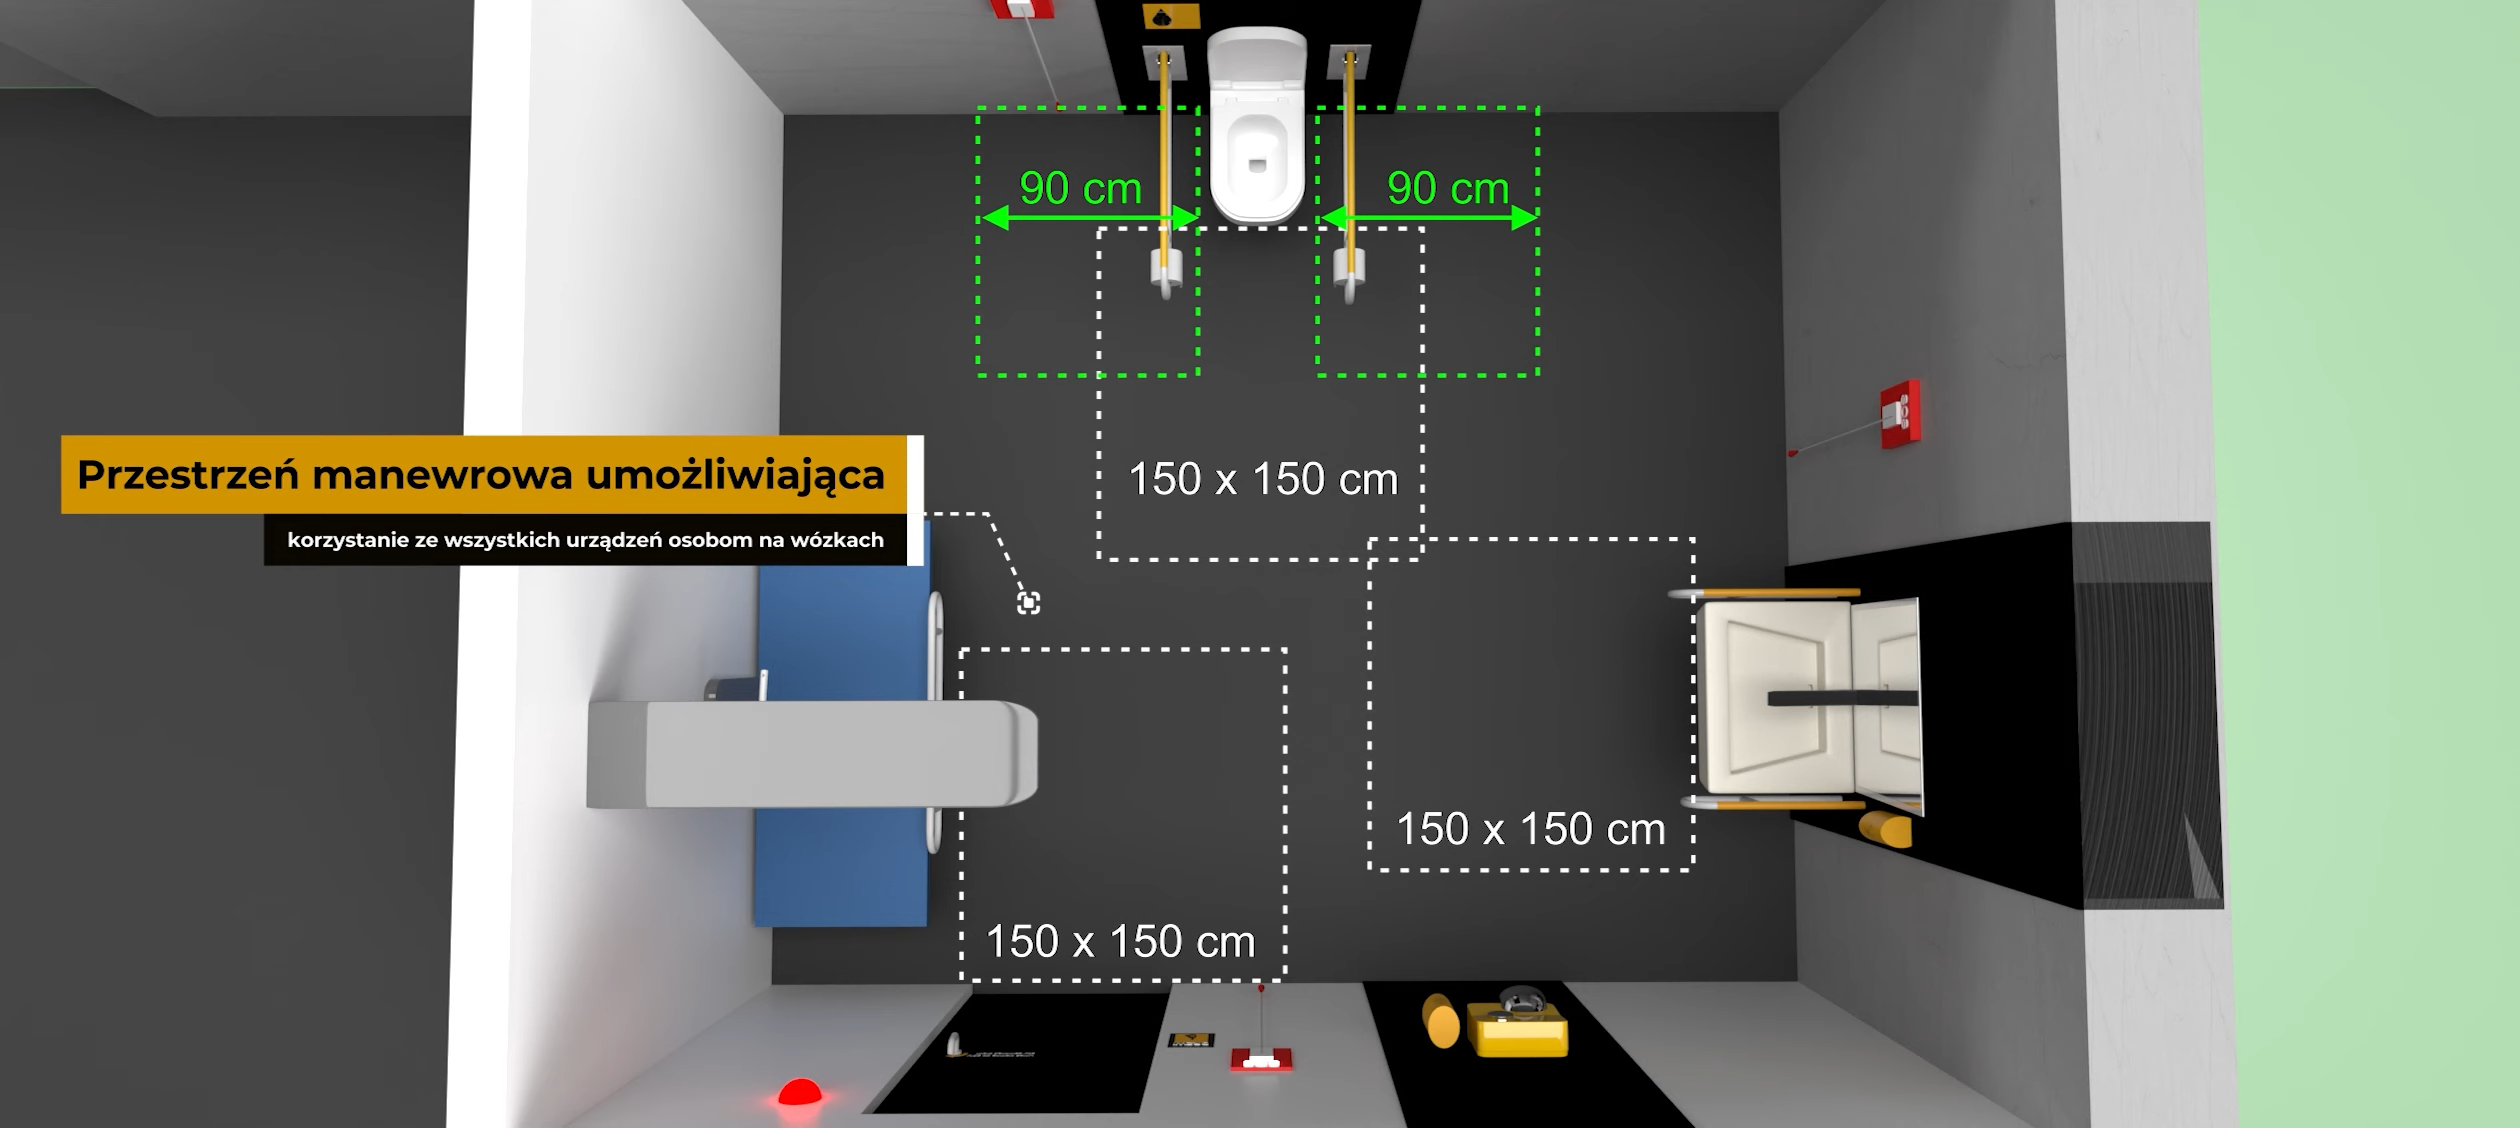 90 cm
90 cm
150 x 150 cm
Przestrzeń manewrowa umożliwiająca
korzystanie ze wszystkich urządzeń osobom na wózkach
150 x 150 cm
150 x 150 cm